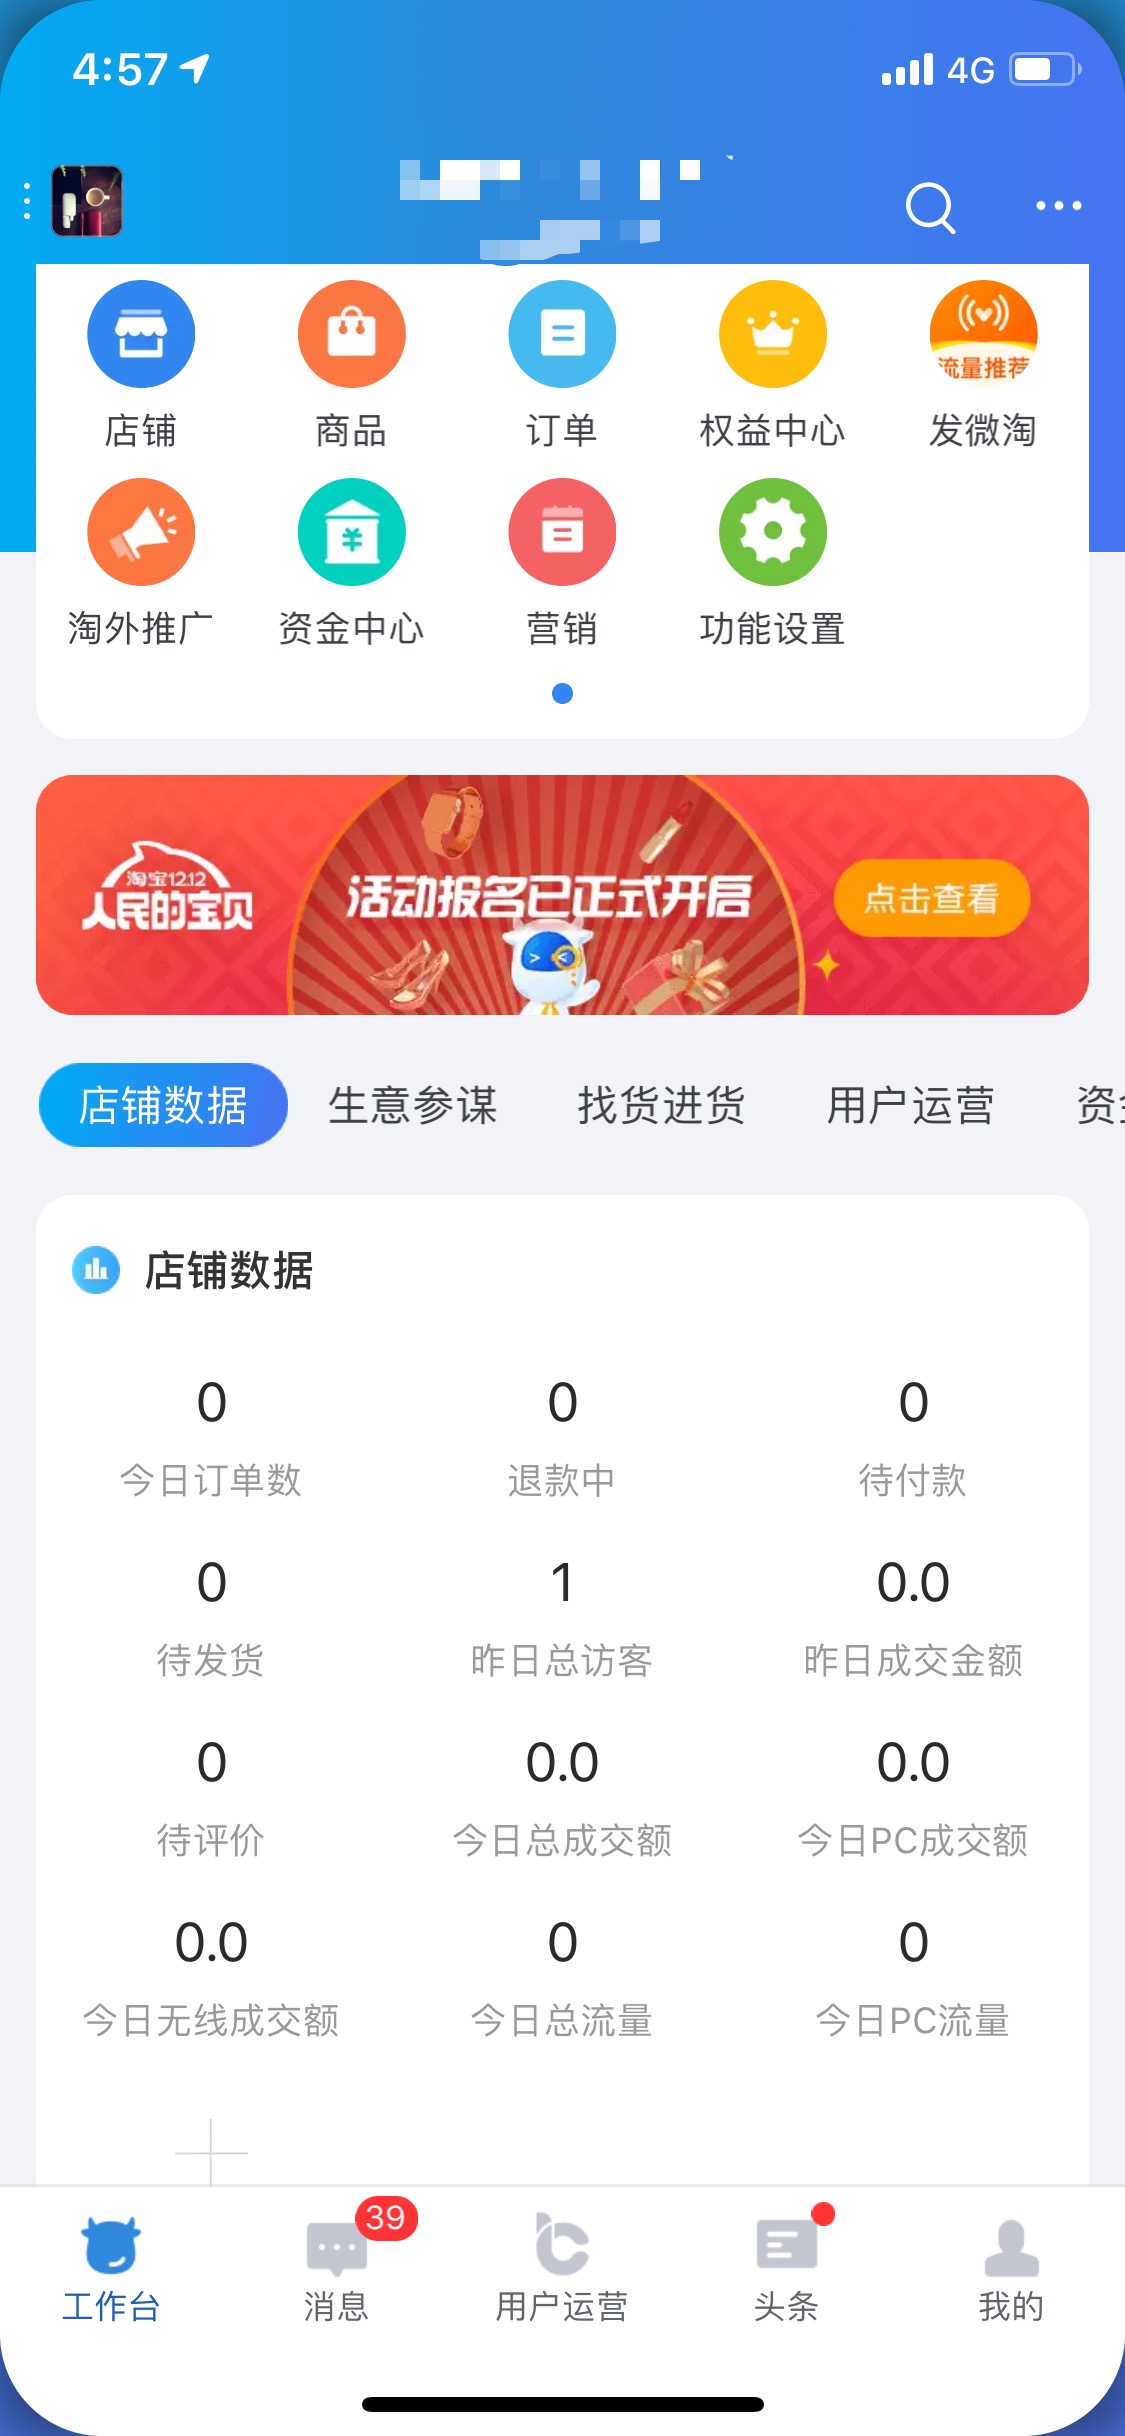 4:57
4G
流量推荐
店铺
商品
订单
权益中心
发微淘
淘外推广
资金中心
营销
功能设置
淘宝12.12
人民的宝贝
活动报名已正式开启
点击查看
店铺数据
生意参谋
找货进货
用户运营
店铺数据
0
0
0
今日订单数
退款中
待付款
0
1
0.0
待发货
昨日总访客
昨日成交金额
0
0.0
0.0
待评价
今日总成交额
今日PC成交额
0.0
0
0
今日无线成交额
今日总流量
今日PC流量
39
工作台
消息
用户运营
头条
我的